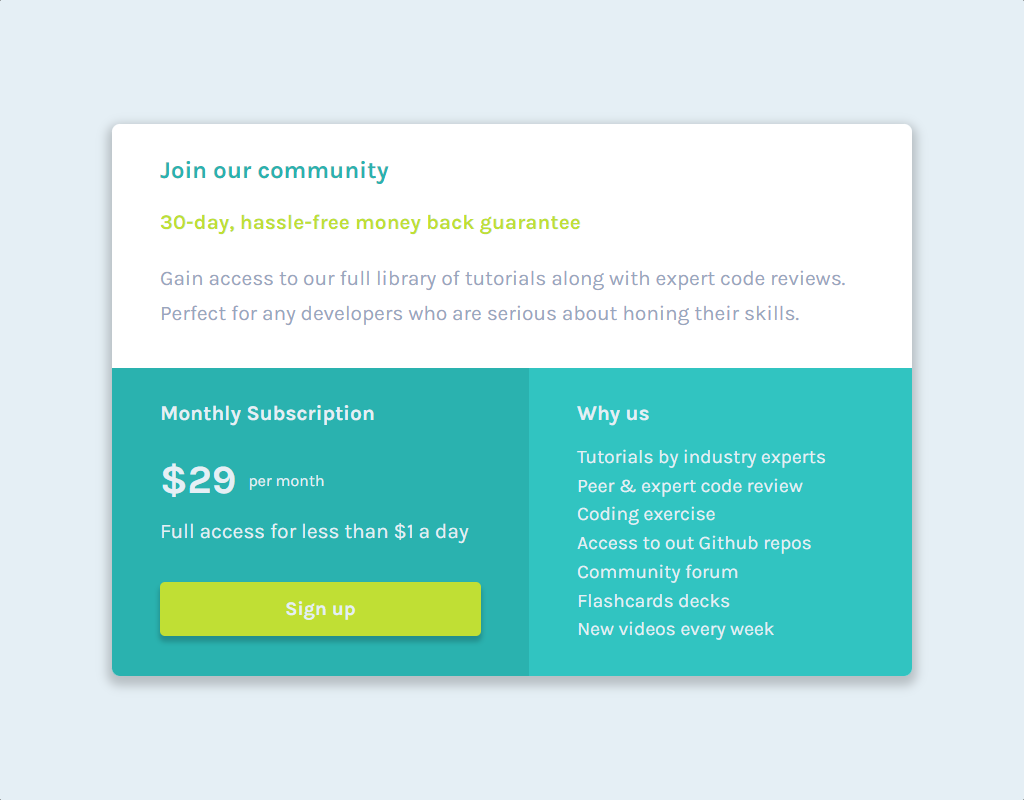 Join our community
30-day, hassle-free money back guarantee
Gain access to our full library of tutorials along with expert code reviews.
Perfect for any developers who are serious about honing their skills.
Monthly Subscription
$29 per month
Full access for less than $1 a day
Sign up
Why us
Tutorials by industry experts
Peer & expert code review
Coding exercise
Access to out Github repos
Community forum
Flashcards decks
New videos every week